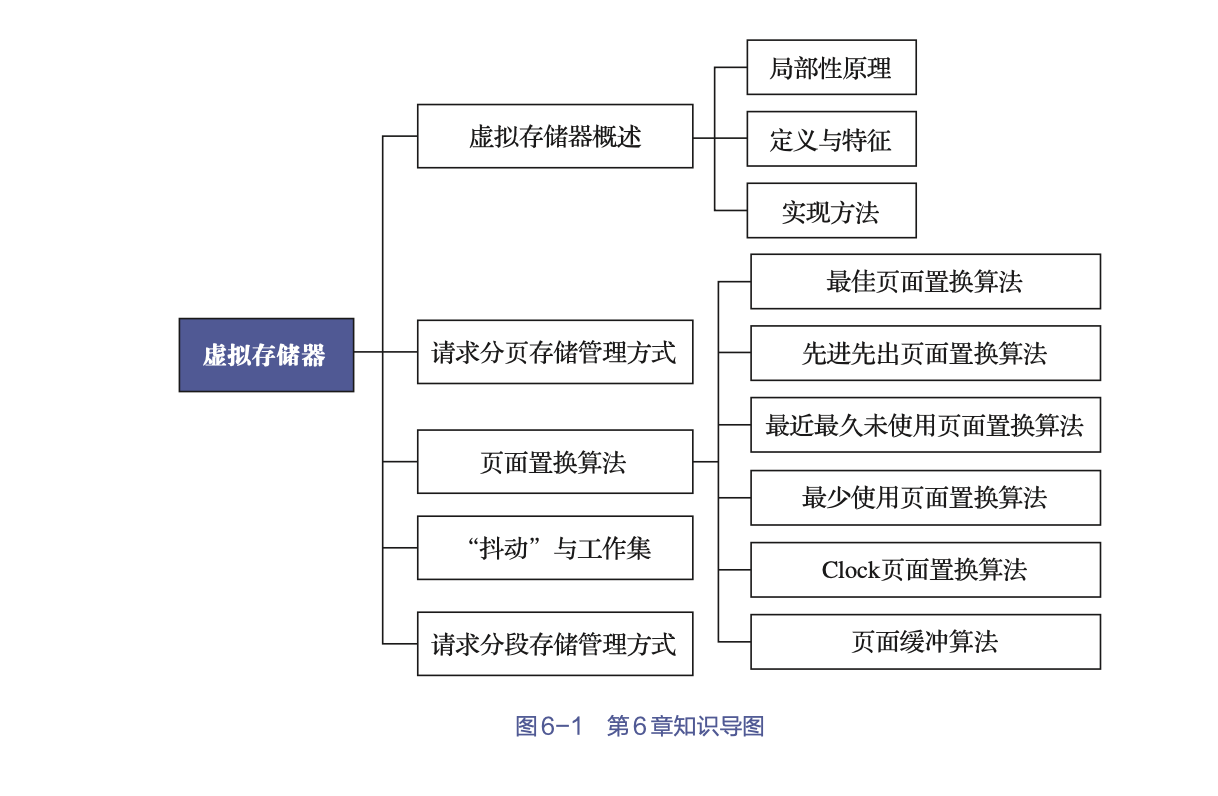 虚拟存储器
虚拟存储器概述
局部性原理
定义与特征
实现方法
请求分页存储管理方式
页面置换算法
最佳页面置换算法
先进先出页面置换算法
最近最久未使用页面置换算法
最少使用页面置换算法
Clock页面置换算法
页面缓冲算法
“抖动”与工作集
请求分段存储管理方式
图6-1 第6章知识导图